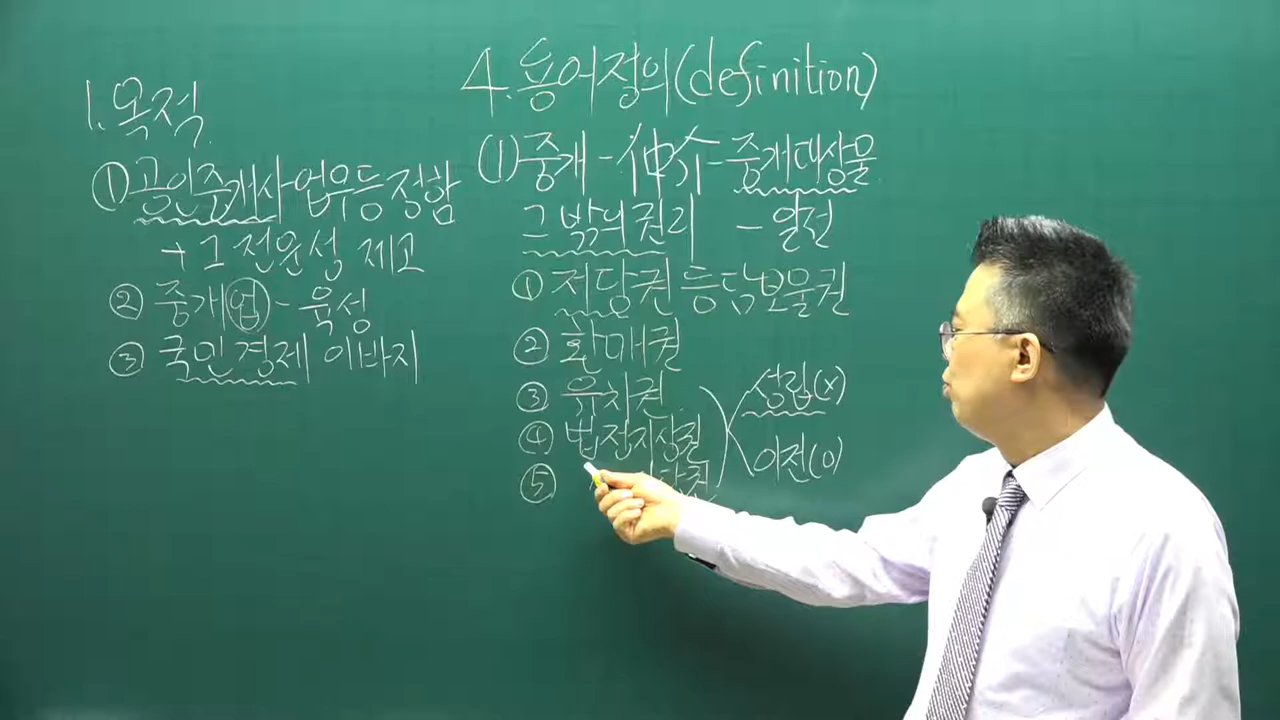 1. 목적
① 공인중개사 업무등 정함
+ 그 전문성 제고
② 중개업 - 육성
③ 국민경제 이바지
4. 용어정의(definition)
(1) 중개 - 仲介 - 중개대상물
그 밖의 권리 - 알선
① 저당권 등 담보물권
② 환매권
③ 유치권
④ 법정지상권
⑤
성립(x)
이전(o)